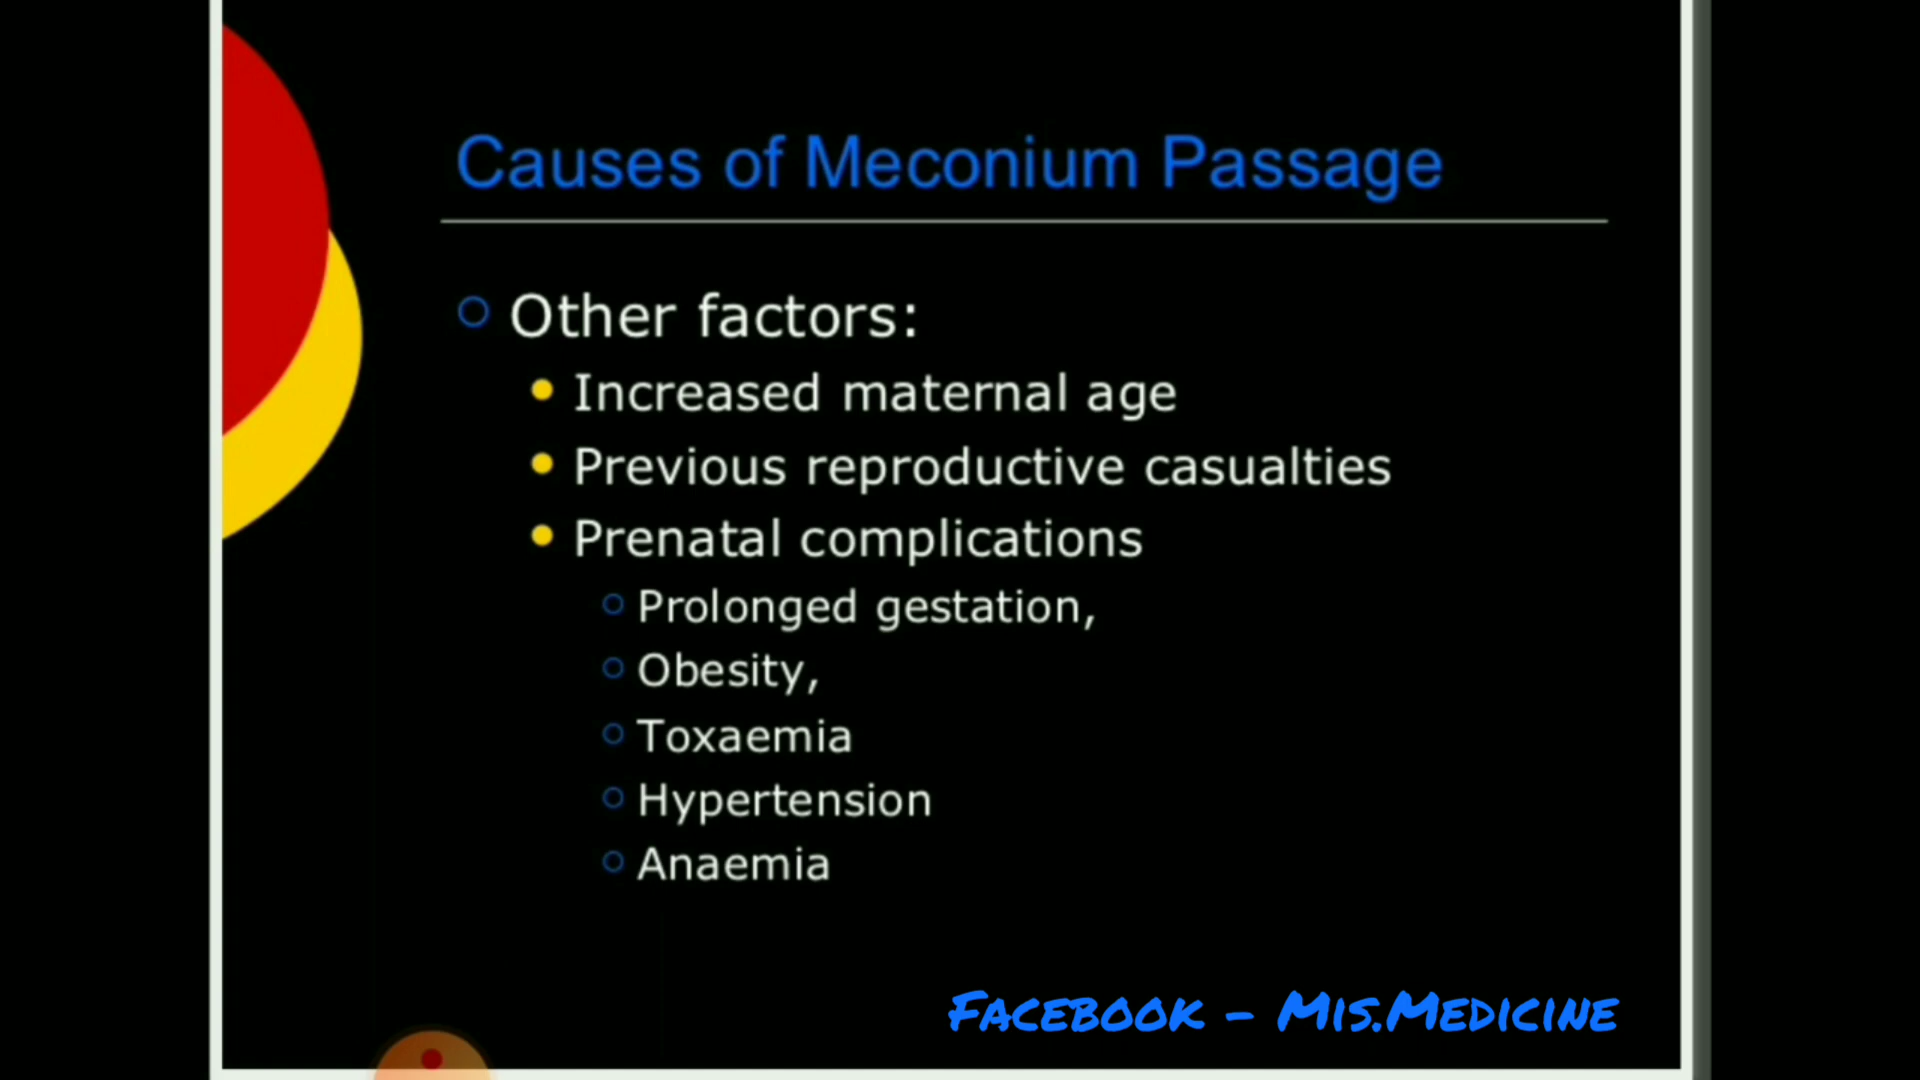 Causes of Meconium Passage
Other factors:
Increased maternal age
Previous reproductive casualties
Prenatal complications
Prolonged gestation,
Obesity,
Toxaemia
Hypertension
Anaemia
Facebook - Mis.Medicine